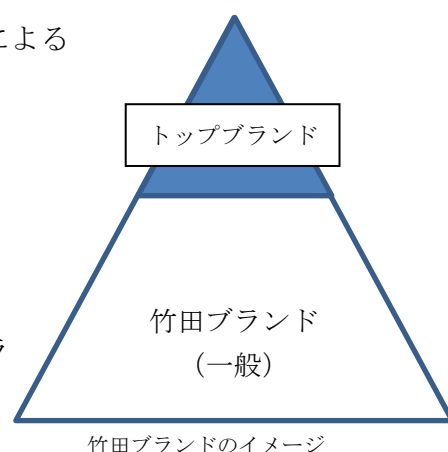 による
トップブランド
竹田ブランド
（一般）
ラ
竹田ブランドのイメージ